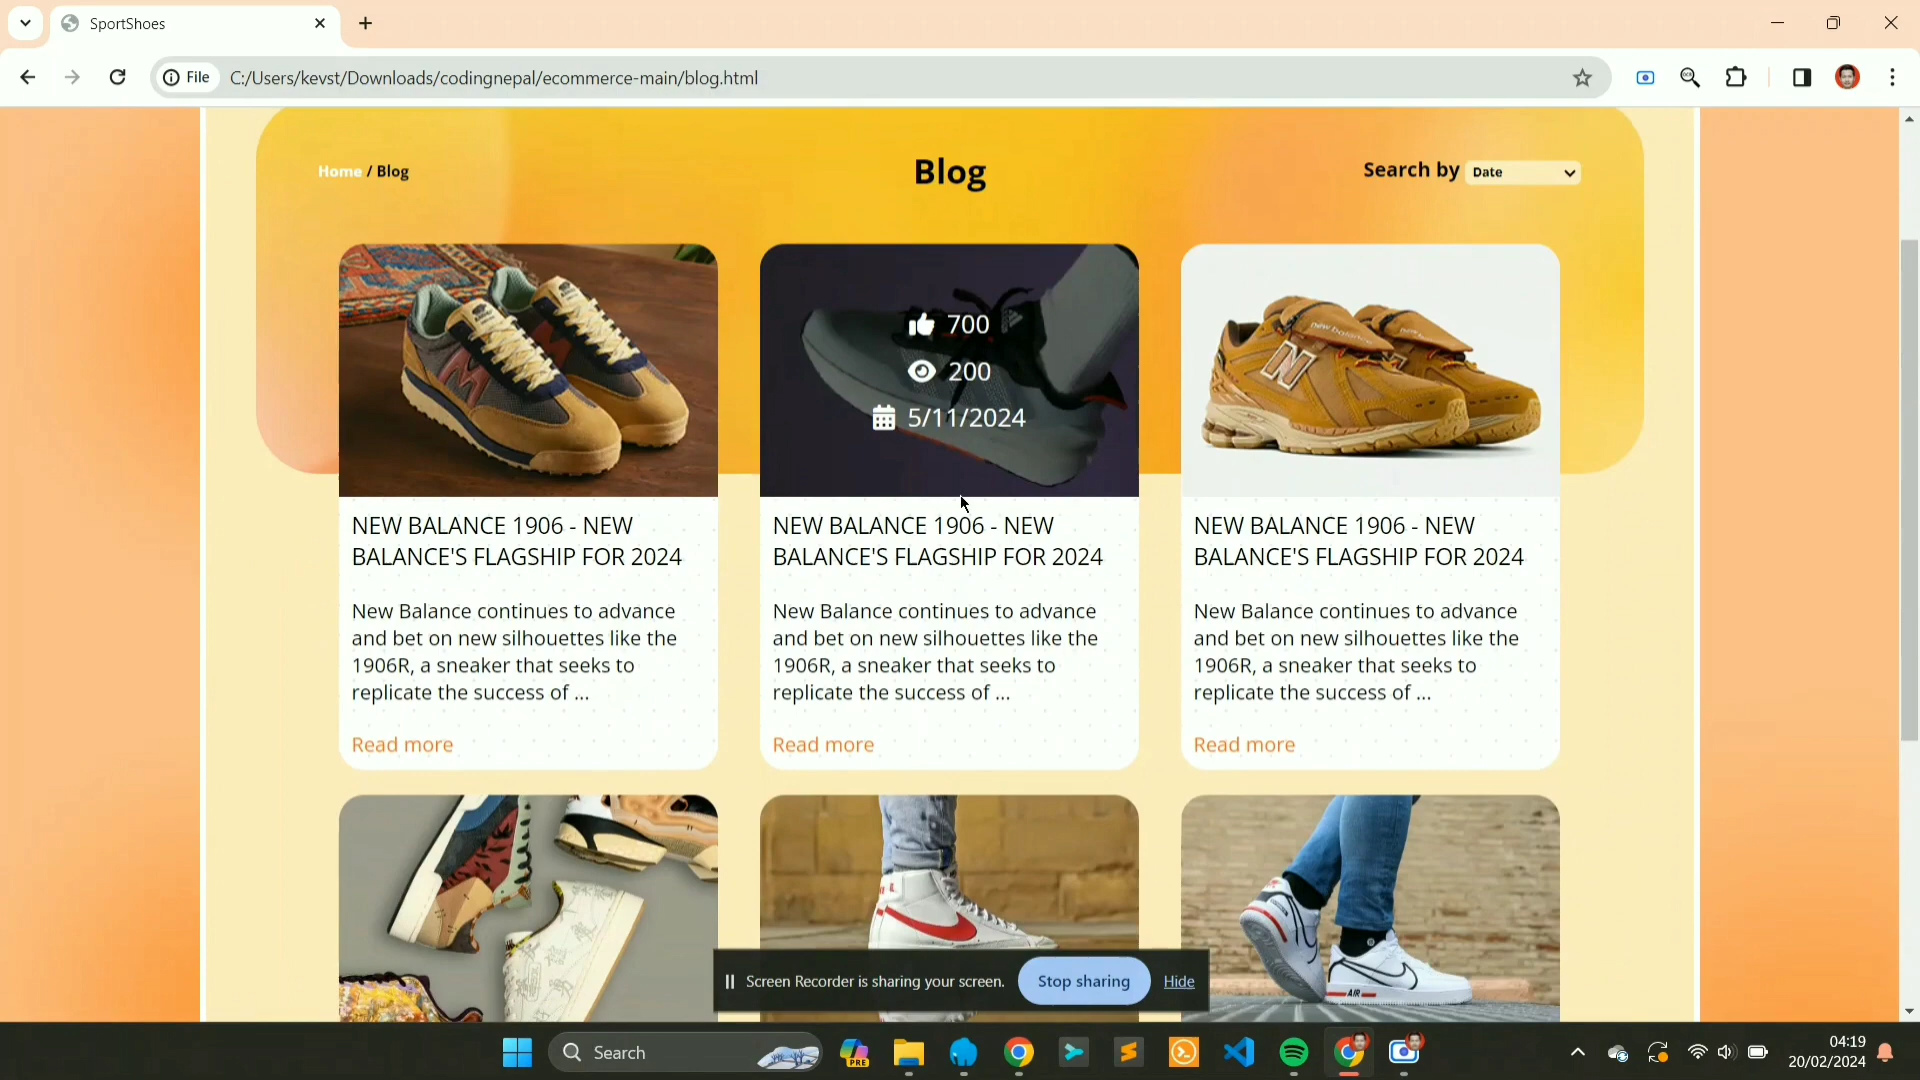 SportShoes
File
C:/Users/kevst/Downloads/codingnepal/ecommerce-main/blog.html
Home / Blog
Blog
Search by Date
700
200
5/11/2024
new balance
N
NEW BALANCE 1906 - NEW
BALANCE'S FLAGSHIP FOR 2024
New Balance continues to advance
and bet on new silhouettes like the
1906R, a sneaker that seeks to
replicate the success of ...
Read more
NEW BALANCE 1906 - NEW
BALANCE'S FLAGSHIP FOR 2024
New Balance continues to advance
and bet on new silhouettes like the
1906R, a sneaker that seeks to
replicate the success of ...
Read more
NEW BALANCE 1906 - NEW
BALANCE'S FLAGSHIP FOR 2024
New Balance continues to advance
and bet on new silhouettes like the
1906R, a sneaker that seeks to
replicate the success of ...
Read more
AIR
Screen Recorder is sharing your screen.
Stop sharing
Hide
Search
PRE
04:19
20/02/2024